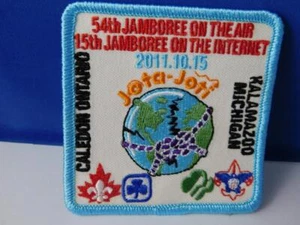 54th JAMBOREE ON THE AIR
15th JAMBOREE ON THE INTERNET
2011.10.15
Jota-Joti
CALEDON ONTARIO
KALAMAZOO
MICHIGAN